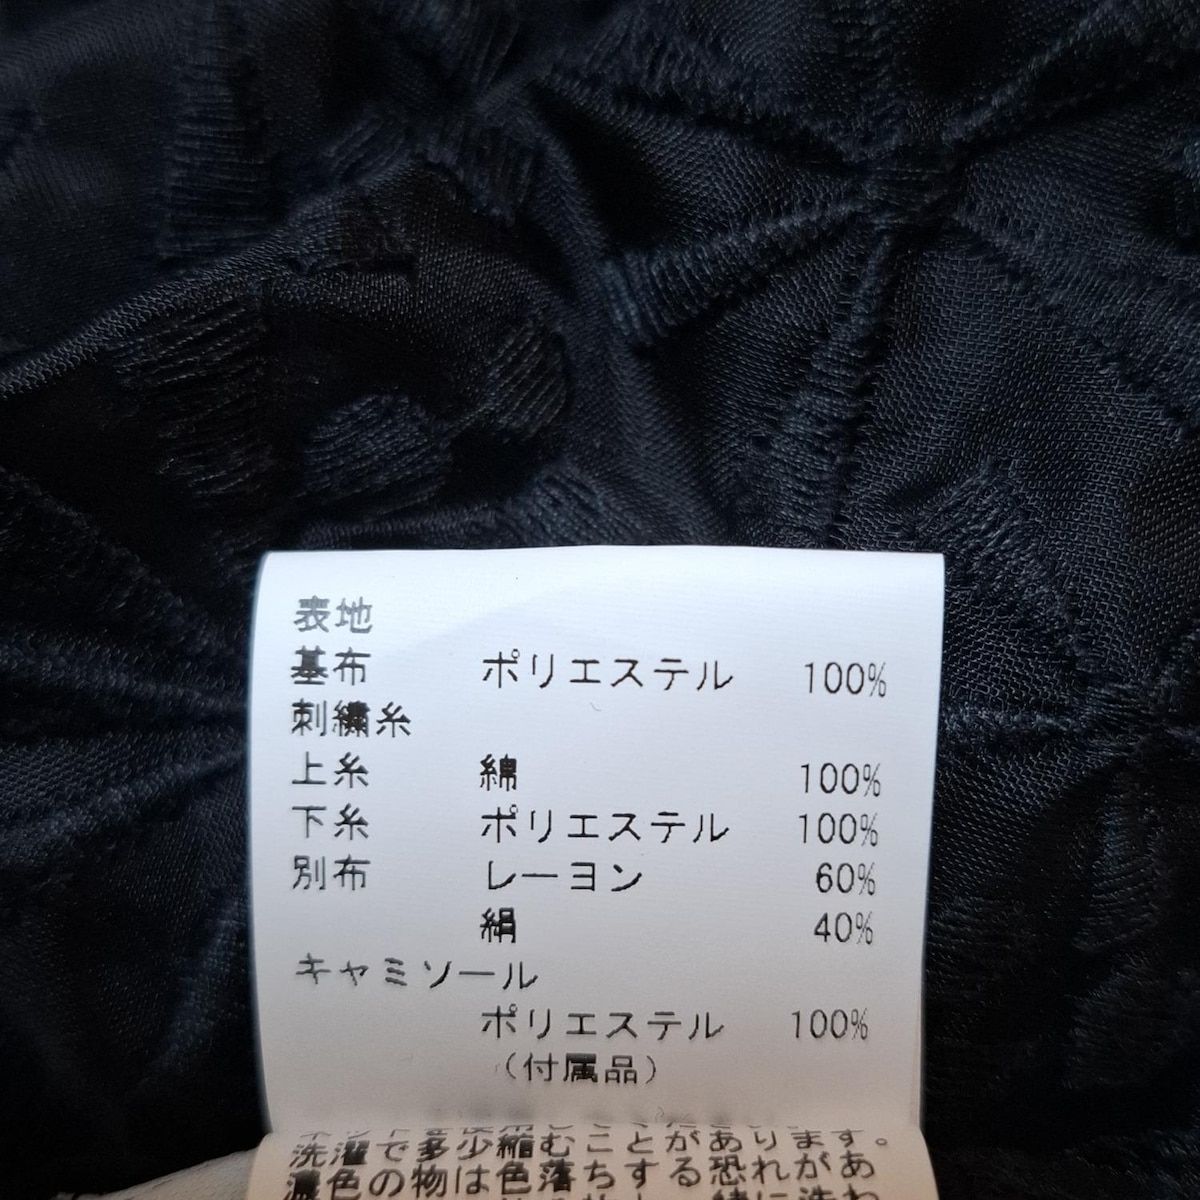 表地
基布 ポリエステル 100%
刺繍糸
上糸 綿 100%
下糸 ポリエステル 100%
別布 レーヨン 60%
絹 40%
キャミソール
ポリエステル 100%
(付属品)
洗濯で多少縮むことがあります。
濃色の物は色落ちする恐れがあ